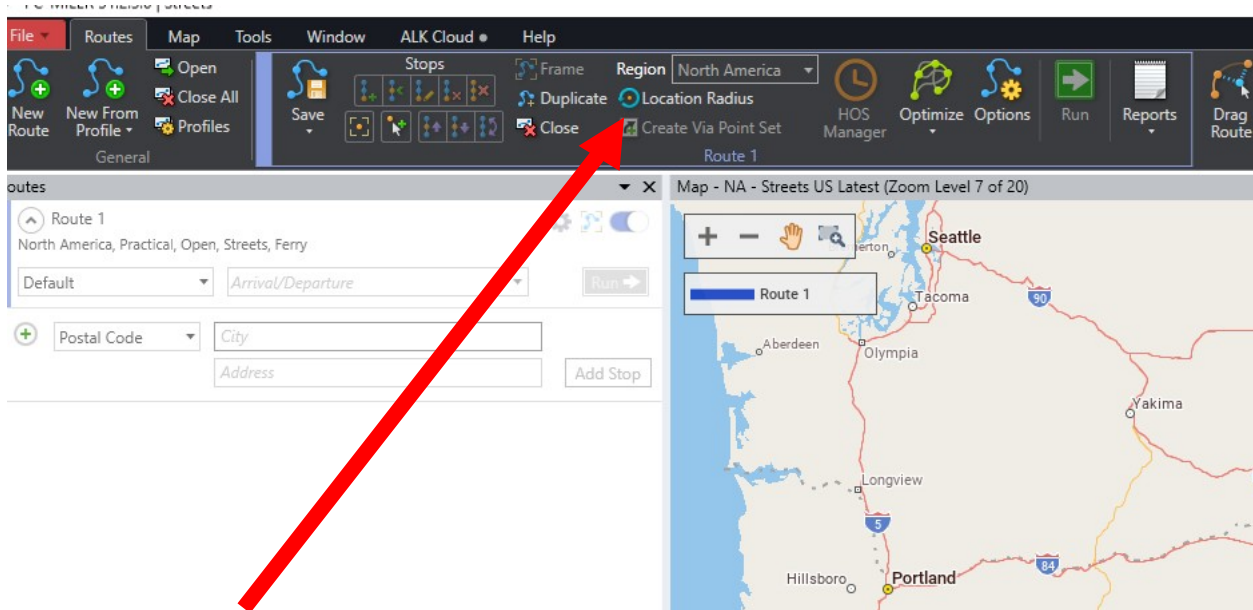 File Routes Map Tools Window ALK Cloud Help
Stops
Open
Frame
Region North America
Close All
Duplicate
Location Radius
New Route
New From Profile
Profiles
Save
Close
Create Via Point Set
HOS Manager
Optimize
Options
Run
Reports
Drag Route
General
Route 1
outes
Map - NA - Streets US Latest (Zoom Level 7 of 20)
Route 1
North America, Practical, Open, Streets, Ferry
Default
Arrival/Departure
Run
Postal Code
City
Address
Add Stop
Route 1
Seattle
erton
Tacoma
90
Aberdeen
Olympia
Yakima
Longview
5
84
Hillsboro
Portland